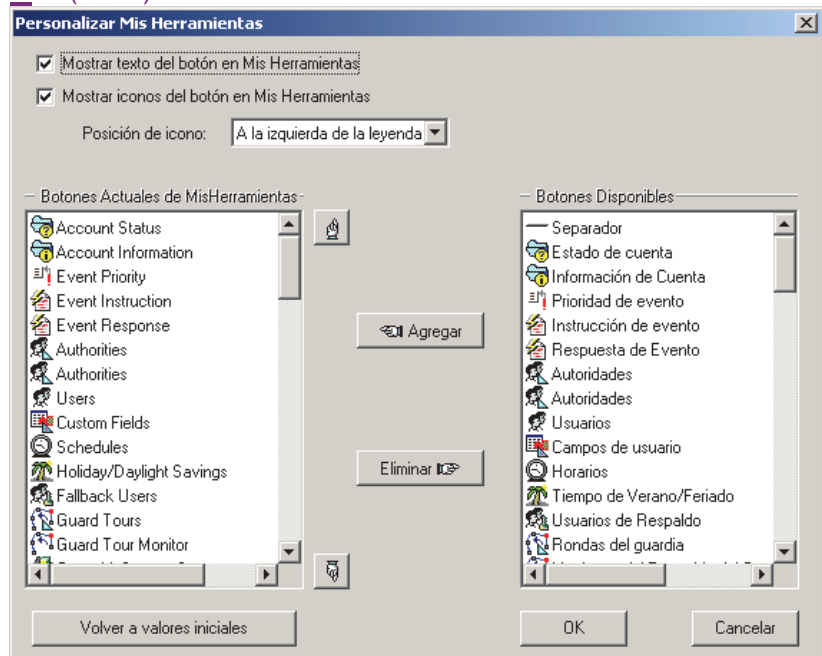 Personalizar Mis Herramientas
Mostrar texto del botón en Mis Herramientas
Mostrar iconos del botón en Mis Herramientas
Posición de icono: A la izquierda de la leyenda
Botones Actuales de MisHerramientas
Account Status
Account Information
Event Priority
Event Instruction
Event Response
Authorities
Authorities
Users
Custom Fields
Schedules
Holiday/Daylight Savings
Fallback Users
Guard Tours
Guard Tour Monitor
Agregar
Eliminar
Botones Disponibles
Separador
Estado de cuenta
Información de Cuenta
Prioridad de evento
Instrucción de evento
Respuesta de Evento
Autoridades
Autoridades
Usuarios
Campos de usuario
Horarios
Tiempo de Verano/Feriado
Usuarios de Respaldo
Rondas del guardia
Volver a valores iniciales
OK
Cancelar